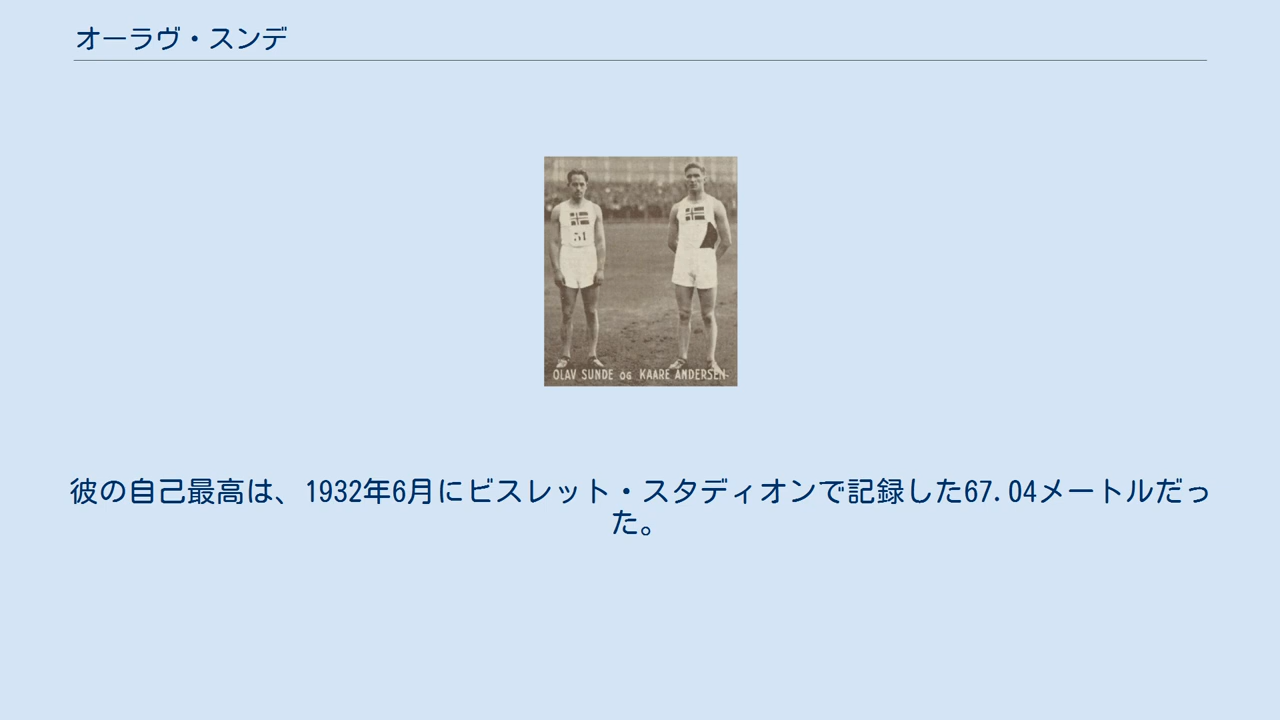 オーラヴ・スンデ
51
OLAV SUNDE OG KAARE ANDERSEN
彼の自己最高は、1932年6月にビスレット・スタディオンで記録した67.04メートルだっ
た。